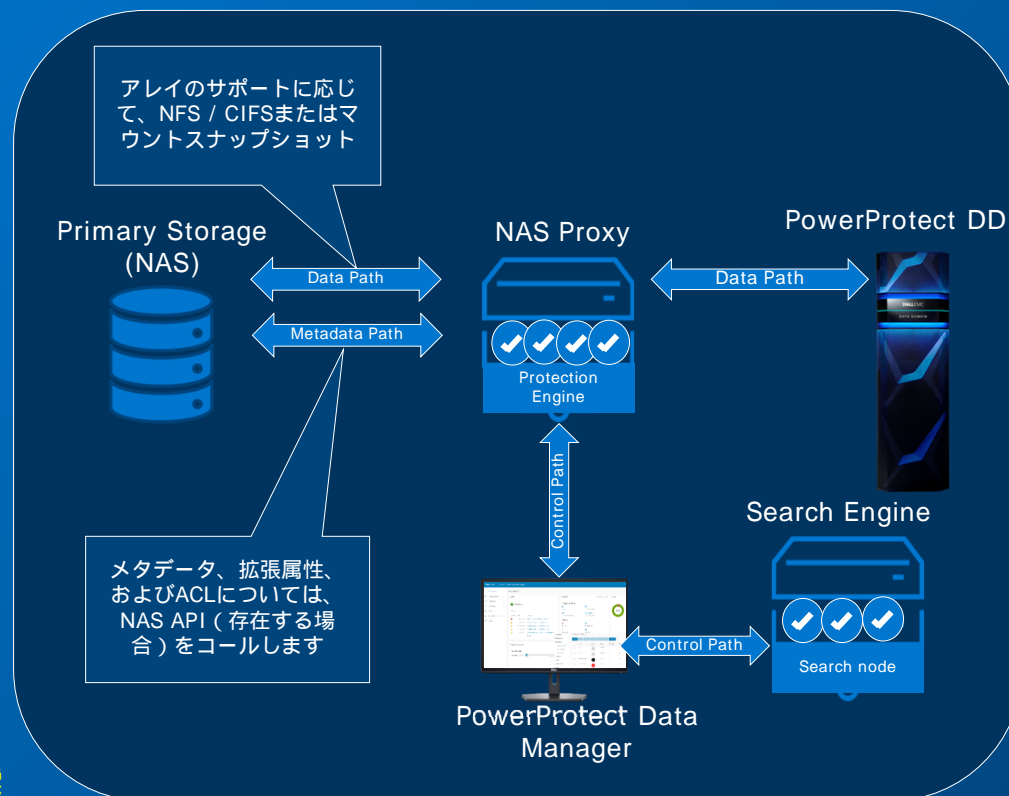 アレイのサポートに応じ
て、NFS / CIFSまたはマ
ウントスナップショット
Primary Storage
(NAS)
NAS Proxy
PowerProtect DD
Data Path
Data Path
Metadata Path
Protection
Engine
DELLEMC
DATA DOMAIN
Control Path
Search Engine
メタデータ、拡張属性、
およびACLについては、
NAS API ( 存在する場
合 ) をコールします
Control Path
Search node
DELL
PowerProtect Data
Manager